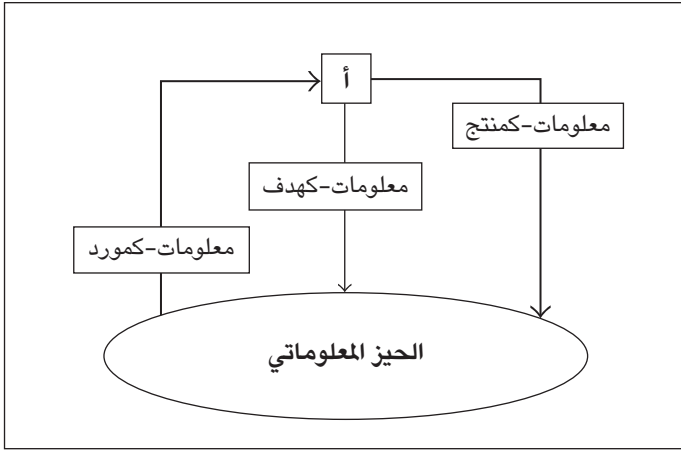 أ
معلومات-كمنتج
معلومات-كهدف
معلومات-كمورد
الحيز المعلوماتي